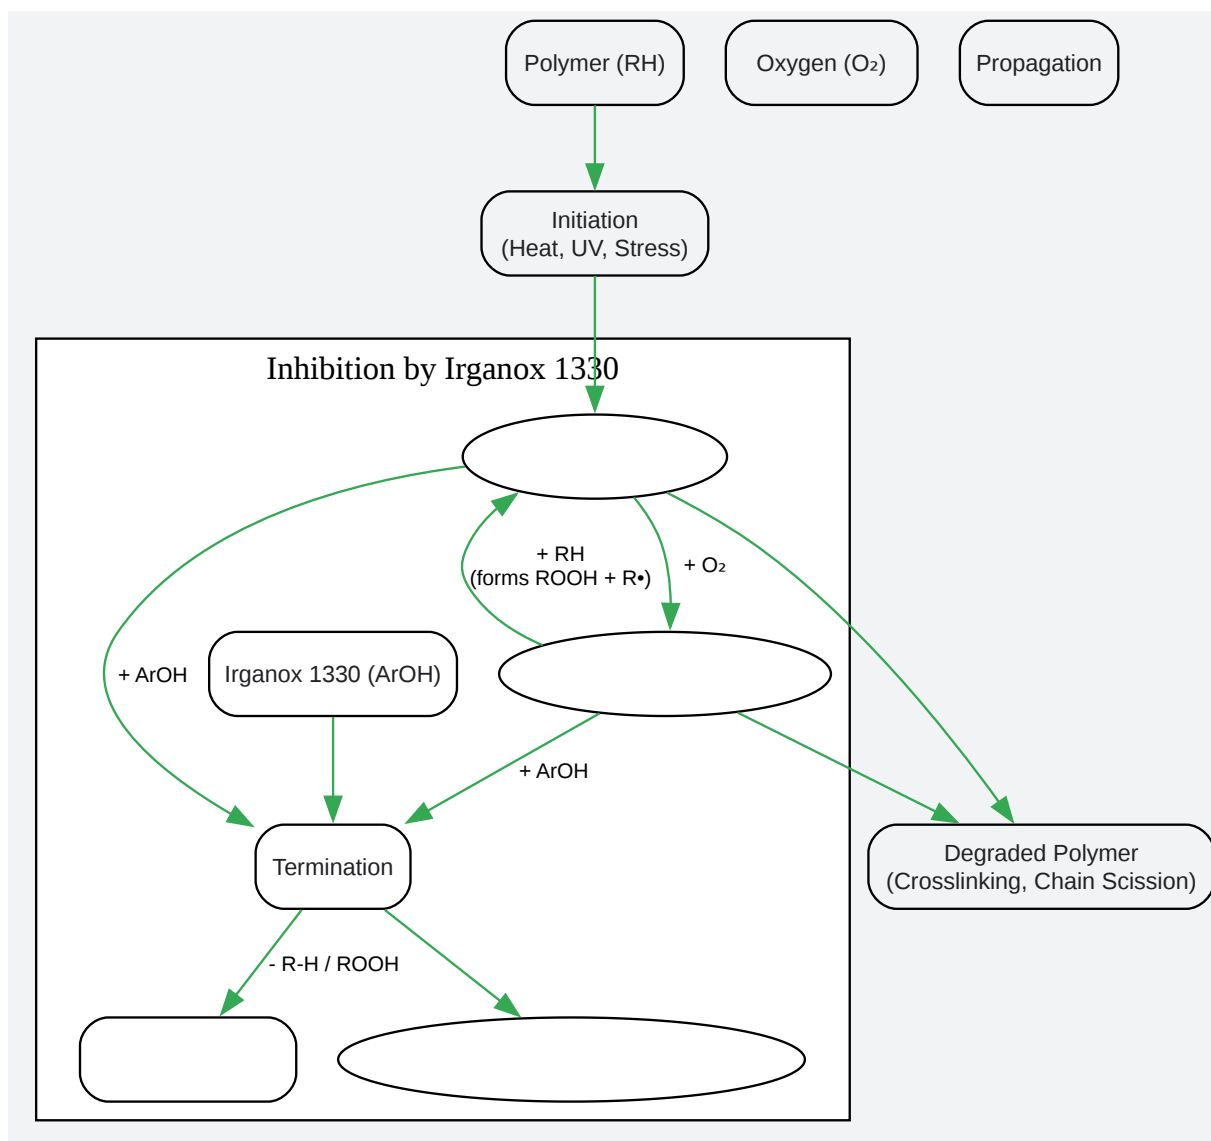 Polymer (RH)
Oxygen (O₂)
Propagation
Initiation
(Heat, UV, Stress)
Inhibition by Irganox 1330
+ RH
(forms ROOH + R•)
+ O₂
+ ArOH
Irganox 1330 (ArOH)
+ ArOH
Termination
Degraded Polymer
(Crosslinking, Chain Scission)
- R-H / ROOH